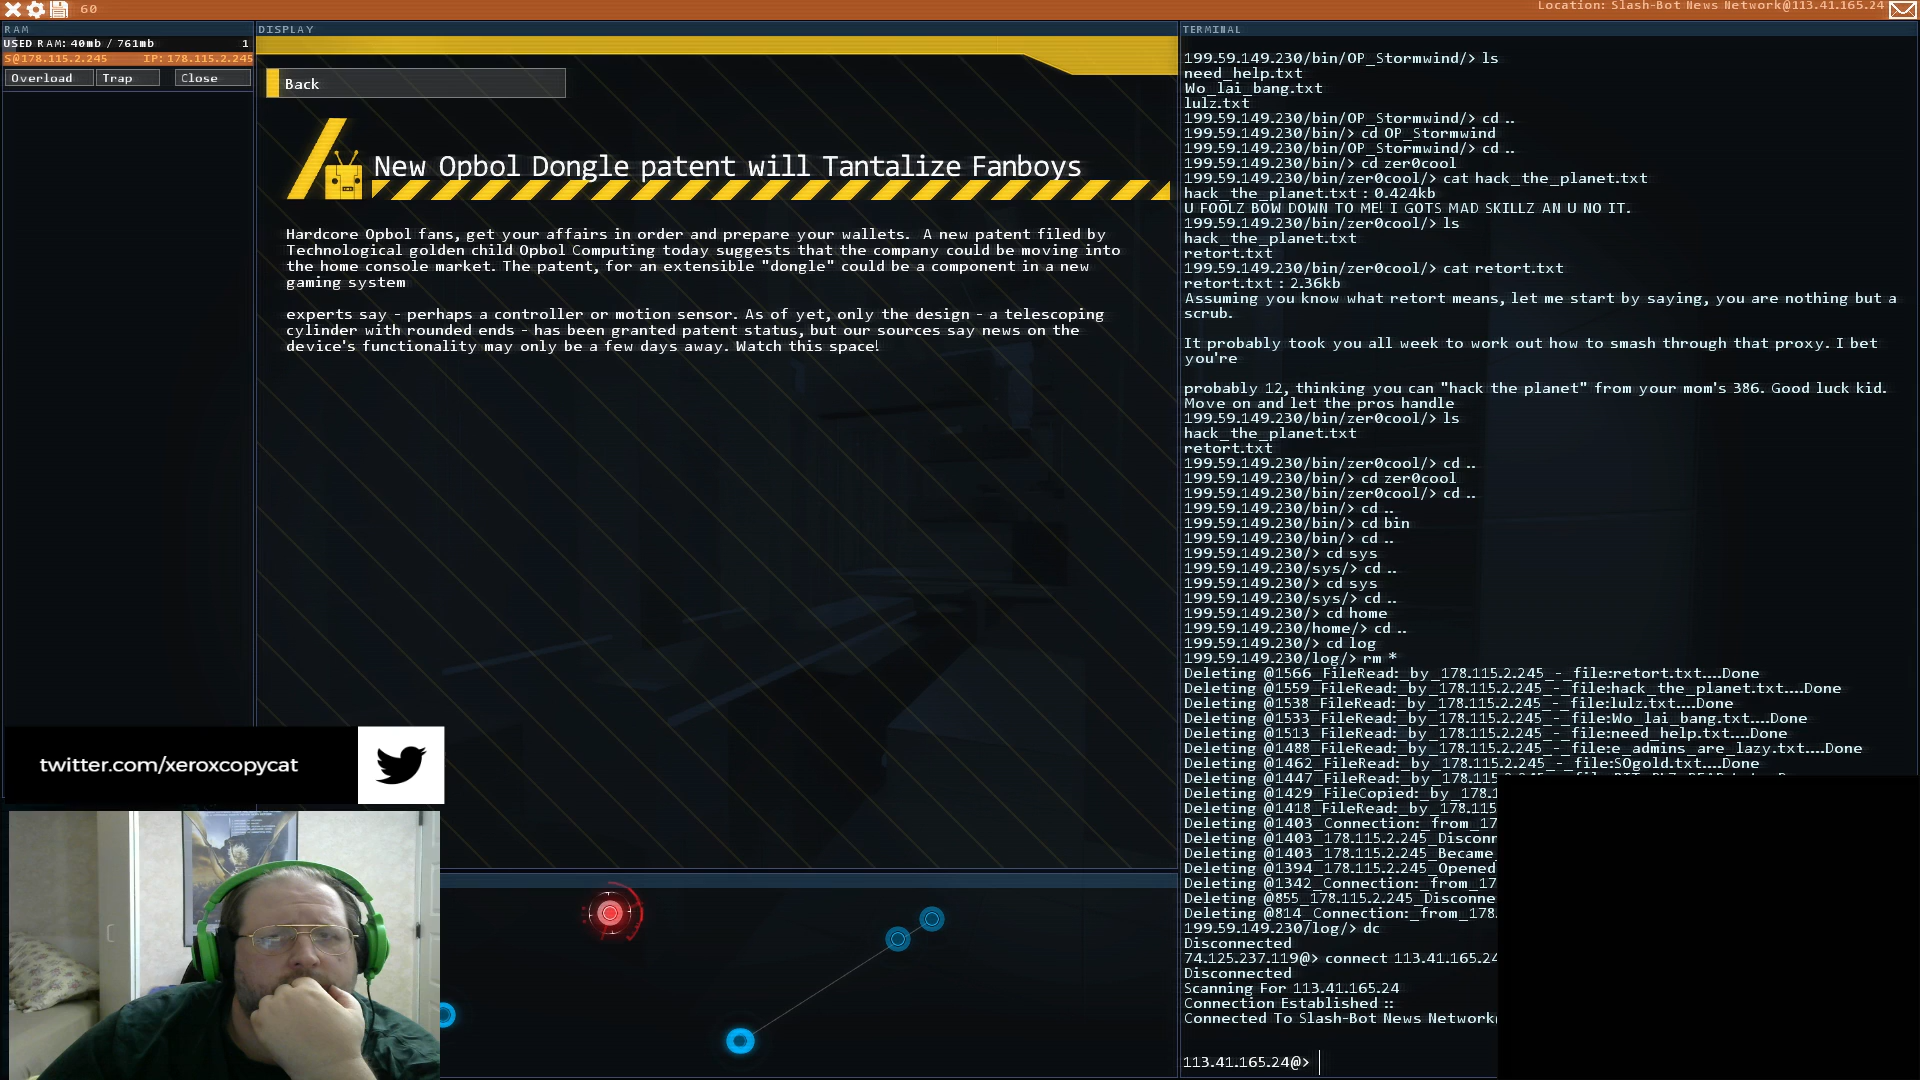 60
Location: Slash-Bot News Network@113.41.165.24
RAM
USED RAM: 40mb / 761mb 1
S@178.115.2.245 IP: 178.115.2.245
Overload Trap Close
DISPLAY
Back
New Opbol Dongle patent will Tantalize Fanboys
Hardcore Opbol fans, get your affairs in order and prepare your wallets. A new patent filed by
Technological golden child Opbol Computing today suggests that the company could be moving into
the home console market. The patent, for an extensible "dongle" could be a component in a new
gaming system
experts say - perhaps a controller or motion sensor. As of yet, only the design - a telescoping
cylinder with rounded ends - has been granted patent status, but our sources say news on the
device's functionality may only be a few days away. Watch this space!
twitter.com/xeroxcopycat
TERMINAL
199.59.149.230/bin/OP_Stormwind/> ls
need_help.txt
Wo_lai_bang.txt
lulz.txt
199.59.149.230/bin/OP_Stormwind/> cd ..
199.59.149.230/bin/> cd OP_Stormwind
199.59.149.230/bin/OP_Stormwind/> cd ..
199.59.149.230/bin/> cd zer0cool
199.59.149.230/bin/zer0cool/> cat hack_the_planet.txt
hack_the_planet.txt : 0.424kb
U FOOLZ BOW DOWN TO ME! I GOTS MAD SKILLZ AN U NO IT.
199.59.149.230/bin/zer0cool/> ls
hack_the_planet.txt
retort.txt
199.59.149.230/bin/zer0cool/> cat retort.txt
retort.txt : 2.36kb
Assuming you know what retort means, let me start by saying, you are nothing but a
scrub.
It probably took you all week to work out how to smash through that proxy. I bet
you're
probably 12, thinking you can "hack the planet" from your mom's 386. Good luck kid.
Move on and let the pros handle
199.59.149.230/bin/zer0cool/> ls
hack_the_planet.txt
retort.txt
199.59.149.230/bin/zer0cool/> cd ..
199.59.149.230/bin/> cd zer0cool
199.59.149.230/bin/zer0cool/> cd ..
199.59.149.230/bin/> cd ..
199.59.149.230/> cd bin
199.59.149.230/bin/> cd ..
199.59.149.230/> cd sys
199.59.149.230/sys/> cd ..
199.59.149.230/> cd sys
199.59.149.230/sys/> cd ..
199.59.149.230/> cd home
199.59.149.230/home/> cd ..
199.59.149.230/> cd log
199.59.149.230/log/> rm *
Deleting @1566_FileRead:_by_178.115.2.245_-_file:retort.txt....Done
Deleting @1559_FileRead:_by_178.115.2.245_-_file:hack_the_planet.txt....Done
Deleting @1538_FileRead:_by_178.115.2.245_-_file:lulz.txt....Done
Deleting @1533_FileRead:_by_178.115.2.245_-_file:Wo_lai_bang.txt....Done
Deleting @1513_FileRead:_by_178.115.2.245_-_file:need_help.txt....Done
Deleting @1488_FileRead:_by_178.115.2.245_-_file:e_admins_are_lazy.txt....Done
Deleting @1462_FileRead:_by_178.115.2.245_-_file:SOgold.txt....Done
Deleting @1447_FileRead:_by_178.115
Deleting @1429_FileCopied:_by_178.1
Deleting @1418_FileRead:_by_178.115
Deleting @1403_Connection:_from_17
Deleting @1403_178.115.2.245_Disconn
Deleting @1403_178.115.2.245_Became_
Deleting @1394_178.115.2.245_Opened
Deleting @1342_Connection:_from_17
Deleting @855_178.115.2.245_Disconne
Deleting @814_Connection:_from_178.
199.59.149.230/log/> dc
Disconnected
74.125.237.119@> connect 113.41.165.24
Disconnected
Scanning For 113.41.165.24
Connection Established ::
Connected To Slash-Bot News Network
113.41.165.24@>